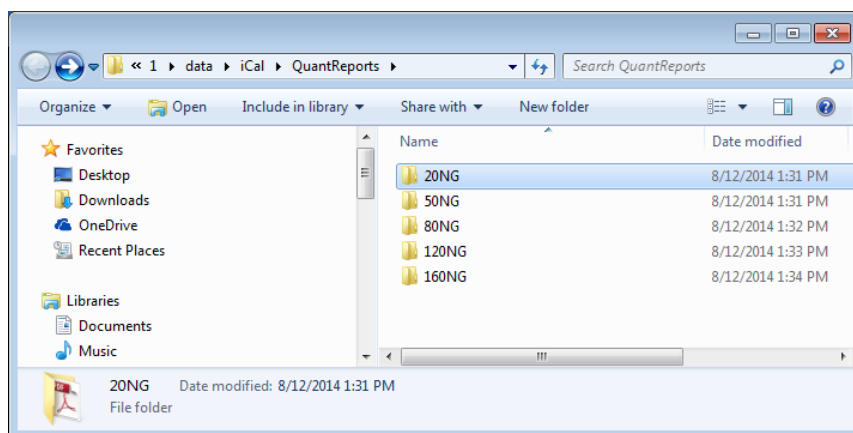 « 1 ▸ data ▸ iCal ▸ QuantReports ▸ Search QuantReports
Organize Open Include in library Share with New folder
Favorites
Desktop
Downloads
OneDrive
Recent Places
Libraries
Documents
Music
Name Date modified
20NG 8/12/2014 1:31 PM
50NG 8/12/2014 1:31 PM
80NG 8/12/2014 1:32 PM
120NG 8/12/2014 1:33 PM
160NG 8/12/2014 1:34 PM
20NG Date modified: 8/12/2014 1:31 PM
File folder